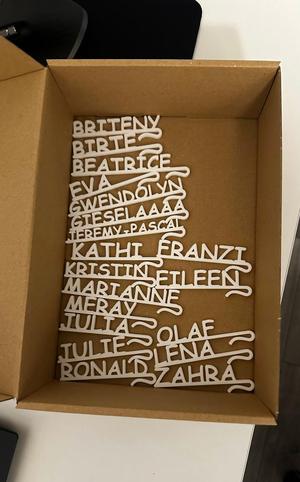 BRITENY
BIRTE
BEATRICE
EVA
GWENDOLYN
GIESELAAAA
JEREMY-PASCAL
KATHI FRANZI
KRISTIN EILEEN
MARIANNE
MERAY
JULIA OLAF
JULIE LENA
RONALD ZAHRA